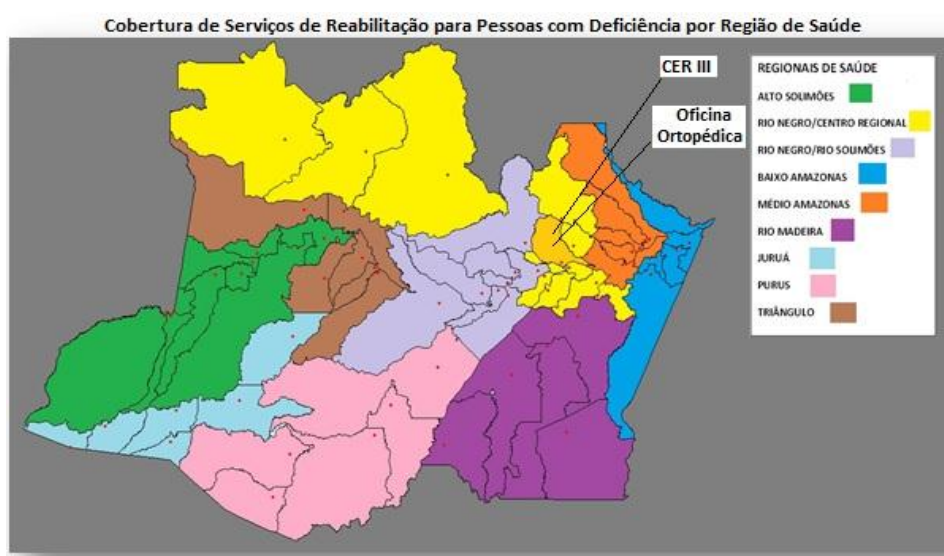 Cobertura de Serviços de Reabilitação para Pessoas com Deficiência por Região de Saúde
CER III
Oficina
Ortopédica
REGIONAIS DE SAÚDE
ALTO SOLIMÕES
RIO NEGRO/CENTRO REGIONAL
RIO NEGRO/RIO SOLIMÕES
BAIXO AMAZONAS
MÉDIO AMAZONAS
RIO MADEIRA
JURUÁ
PURUS
TRIÂNGULO